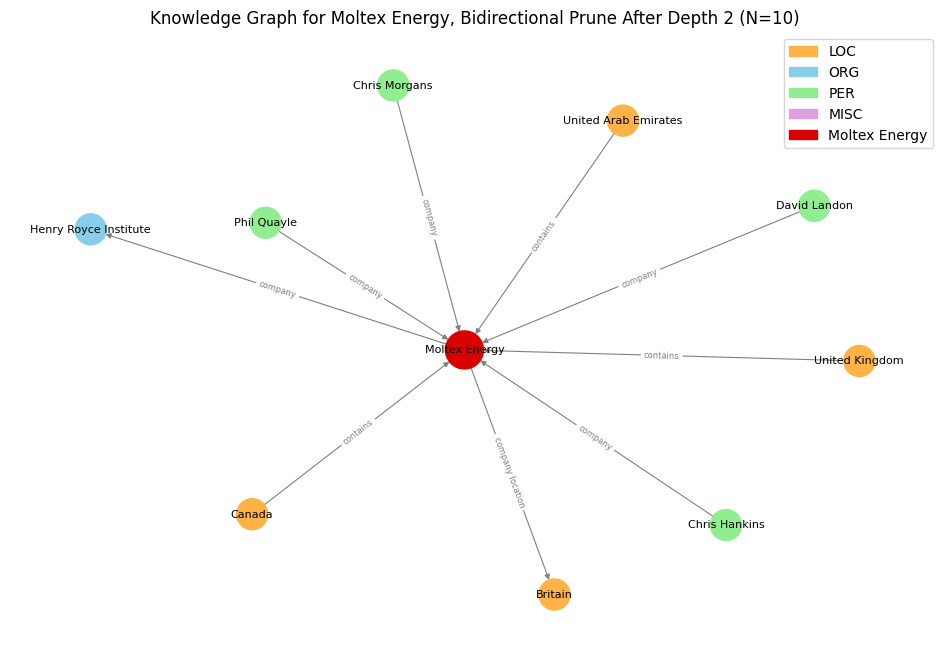 Knowledge Graph for Moltex Energy, Bidirectional Prune After Depth 2 (N=10)
LOC
ORG
PER
MISC
Moltex Energy
Chris Morgans
United Arab Emirates
David Landon
Phil Quayle
Henry Royce Institute
company
contains
company
company
company
Moltex Energy
contains
United Kingdom
contains
company
company location
Canada
Chris Hankins
Britain